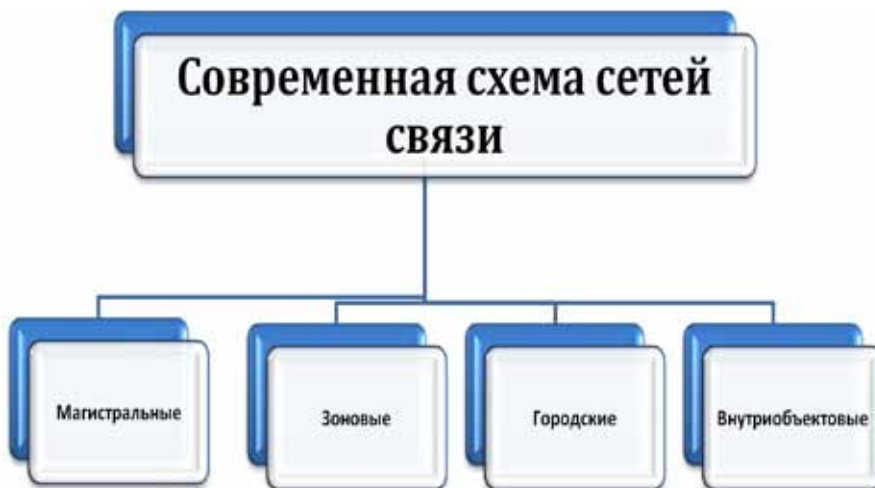 Современная схема сетей
связи
Магистральные
Зоновые
Городские
Внутриобъектовые